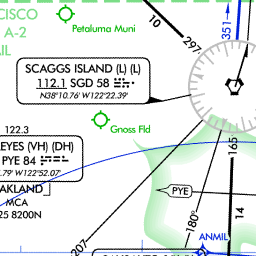 CISCO
A-2
AIL
Petaluma Muni
10
297
351
SCAGGS ISLAND (L) (L)
112.1 SGD 58
N38°10.76' W122°22.39'
Gnoss Fld
122.3
EYES (VH) (DH)
PYE 84
.79' W122°52.07'
OAKLAND
MCA
25 8200N
165
PYE
14
180°
207
ANMIL